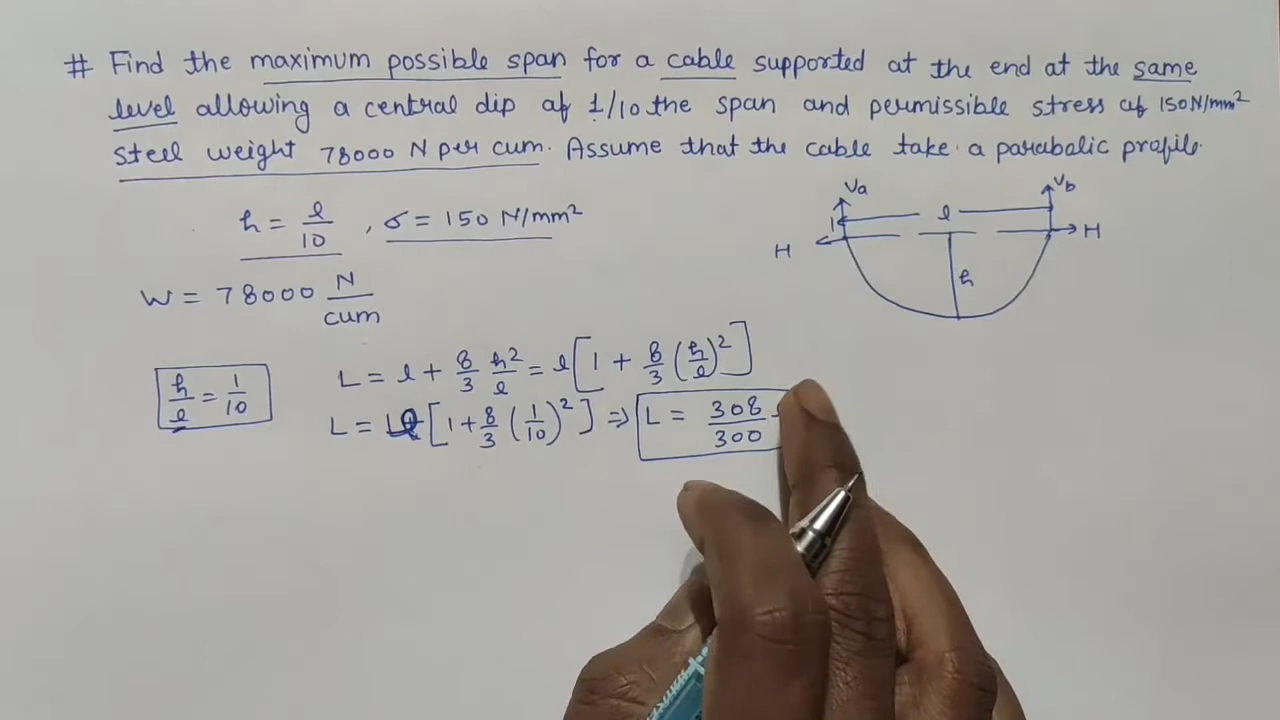 # Find the maximum possible span for a cable supported at the end at the same
level allowing a central dip of 1/10 the span and permissible stress of 150N/mm²
Steel weight 78000 N per cum. Assume that the cable take a parabolic profile.
h = l/10 , σ = 150 N/mm²
W = 78000 N/cum
Va
Vb
l
H
H
h
h/l = 1/10
L = l + 8/3 h²/l = l[1 + 8/3 (h/l)²]
L = l [1 + 8/3 (1/10)²] ⇒ L = 308/300